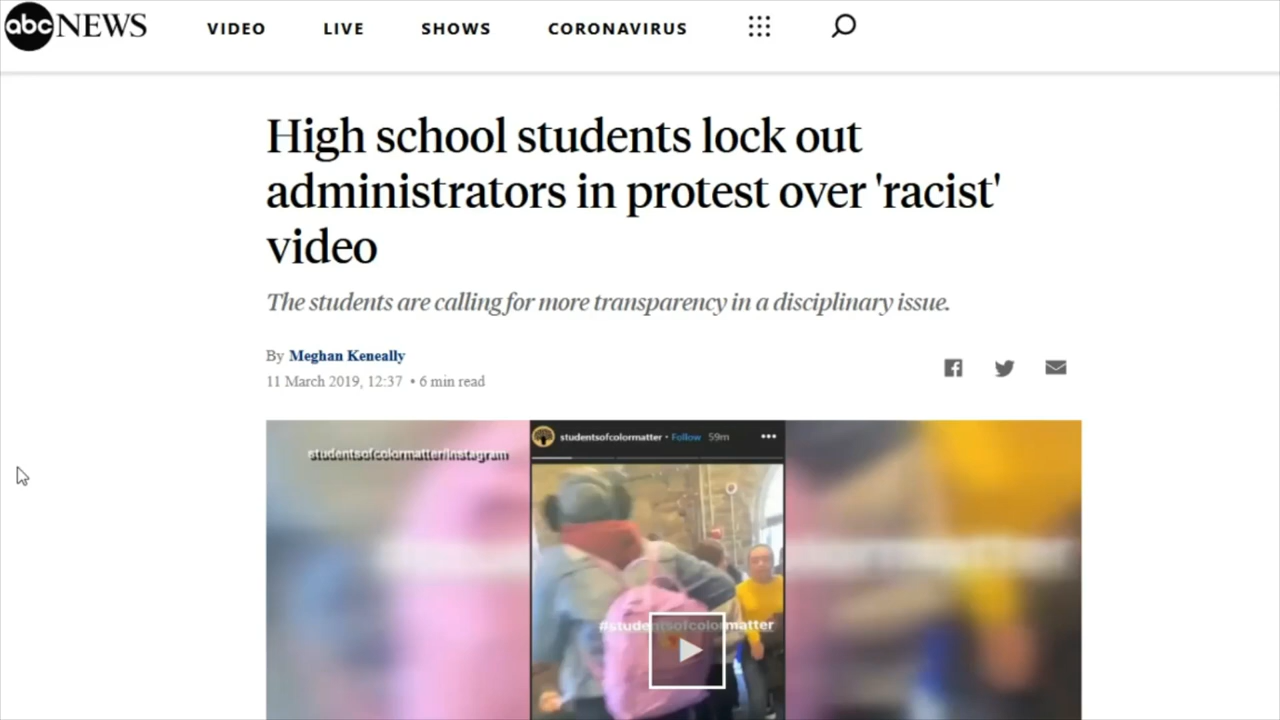 abc NEWS
VIDEO LIVE SHOWS CORONAVIRUS
High school students lock out
administrators in protest over 'racist'
video
The students are calling for more transparency in a disciplinary issue.
By Meghan Keneally
11 March 2019, 12:37 • 6 min read
studentsofcolormatter/Instagram
studentsofcolormatter • Follow 59m
#studentsofcolormatter